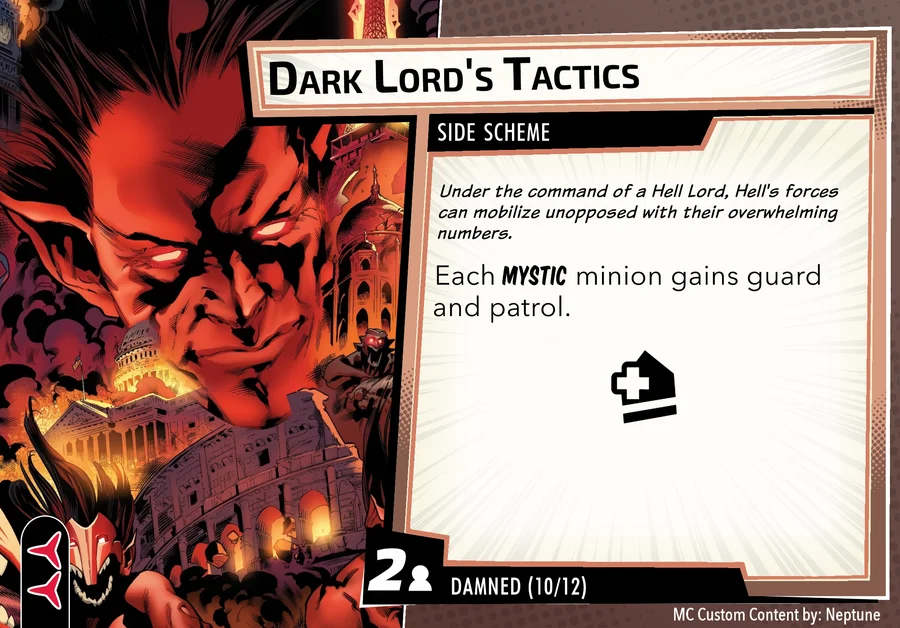 Dark Lord's Tactics
SIDE SCHEME
Under the command of a Hell Lord, Hell's forces
can mobilize unopposed with their overwhelming
numbers.
Each MYSTIC minion gains guard
and patrol.
2
DAMNED (10/12)
MC Custom Content by: Neptune